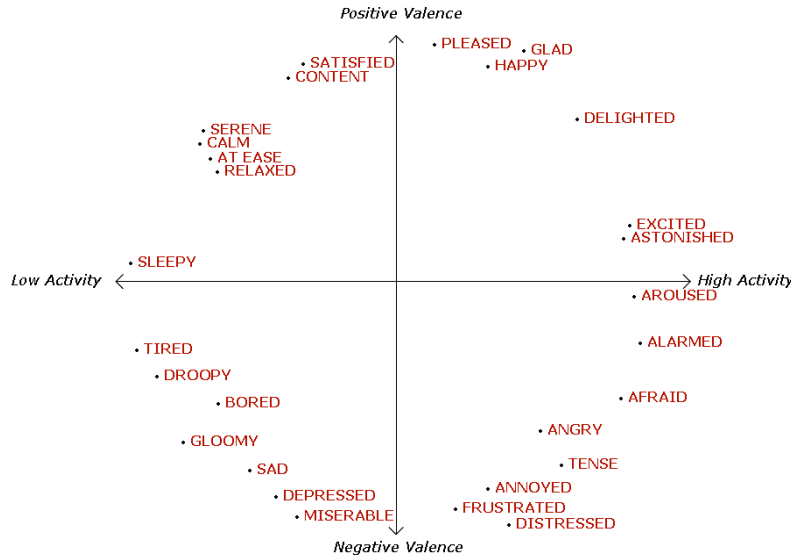 Positive Valence
PLEASED
GLAD
SATISFIED
HAPPY
CONTENT
DELIGHTED
SERENE
CALM
AT EASE
RELAXED
EXCITED
ASTONISHED
SLEEPY
Low Activity
High Activity
AROUSED
ALARMED
TIRED
DROOPY
AFRAID
BORED
ANGRY
GLOOMY
TENSE
SAD
ANNOYED
DEPRESSED
FRUSTRATED
MISERABLE
DISTRESSED
Negative Valence